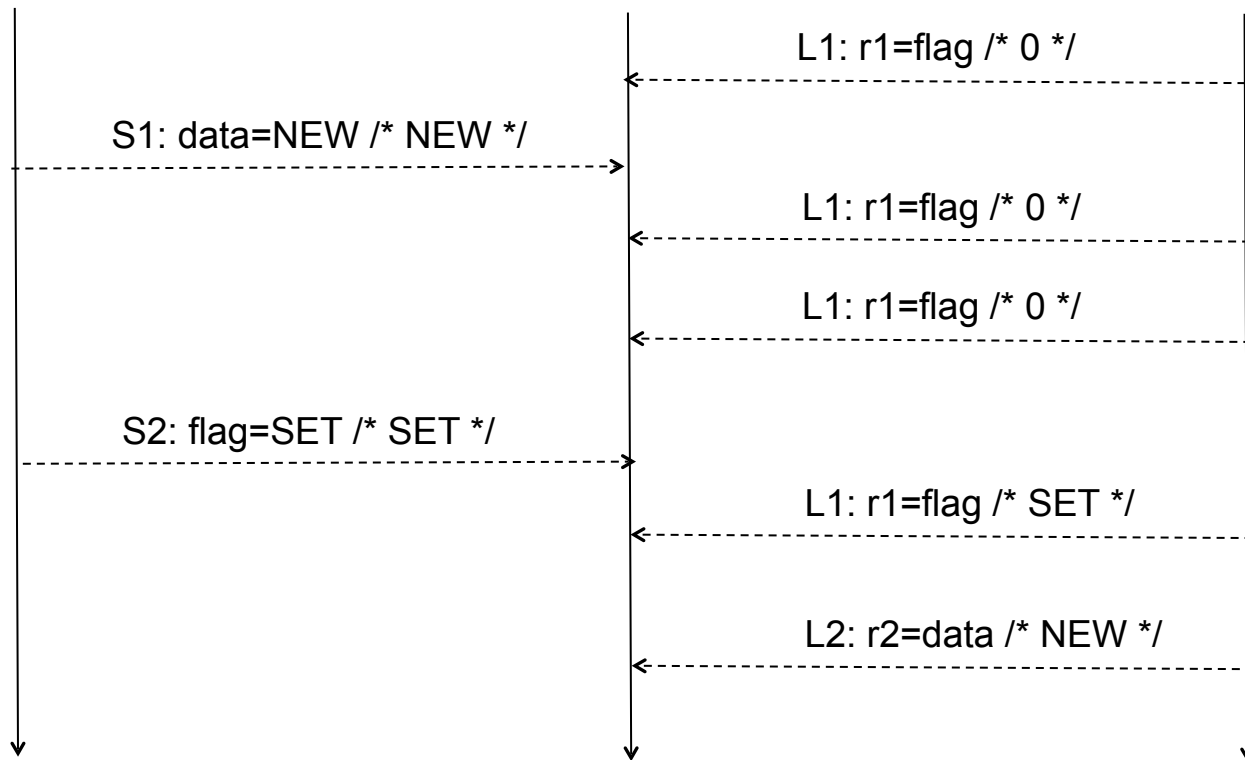 L1: r1=flag /* 0 */
S1: data=NEW /* NEW */
L1: r1=flag /* 0 */
L1: r1=flag /* 0 */
S2: flag=SET /* SET */
L1: r1=flag /* SET */
L2: r2=data /* NEW */